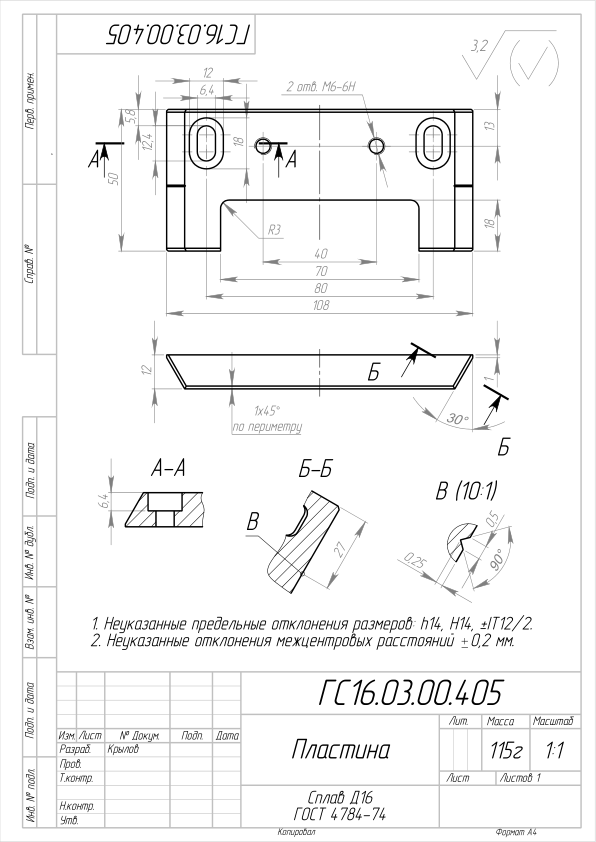 ГС16.03.00.405
3,2
( )
Перв. примен.
Справ. №
12
6,4
2 отв. М6-6Н
5,8
12,4
50
18
13
18
А
А
R3
40
70
80
108
12
Б
1
1х45°
по периметру
30°
Б
А-А
Б-Б
В (10:1)
6,4
В
27
0,5
0,25
90°
1. Неуказанные предельные отклонения размеров: h14, H14, ±IT12/2.
2. Неуказанные отклонения межцентровых расстояний ±0,2 мм.
Подп. и дата
Инв. № дубл.
Взам. инв. №
Подп. и дата
Инв. № подл.
ГС16.03.00.405
Изм. Лист № Докум. Подп. Дата
Разраб. Крылов
Пров.
Т.контр.
Н.контр.
Утв.
Пластина
Лит. Масса Масштаб
115г 1:1
Лист Листов 1
Сплав Д16
ГОСТ 4784-74
Копировал Формат А4